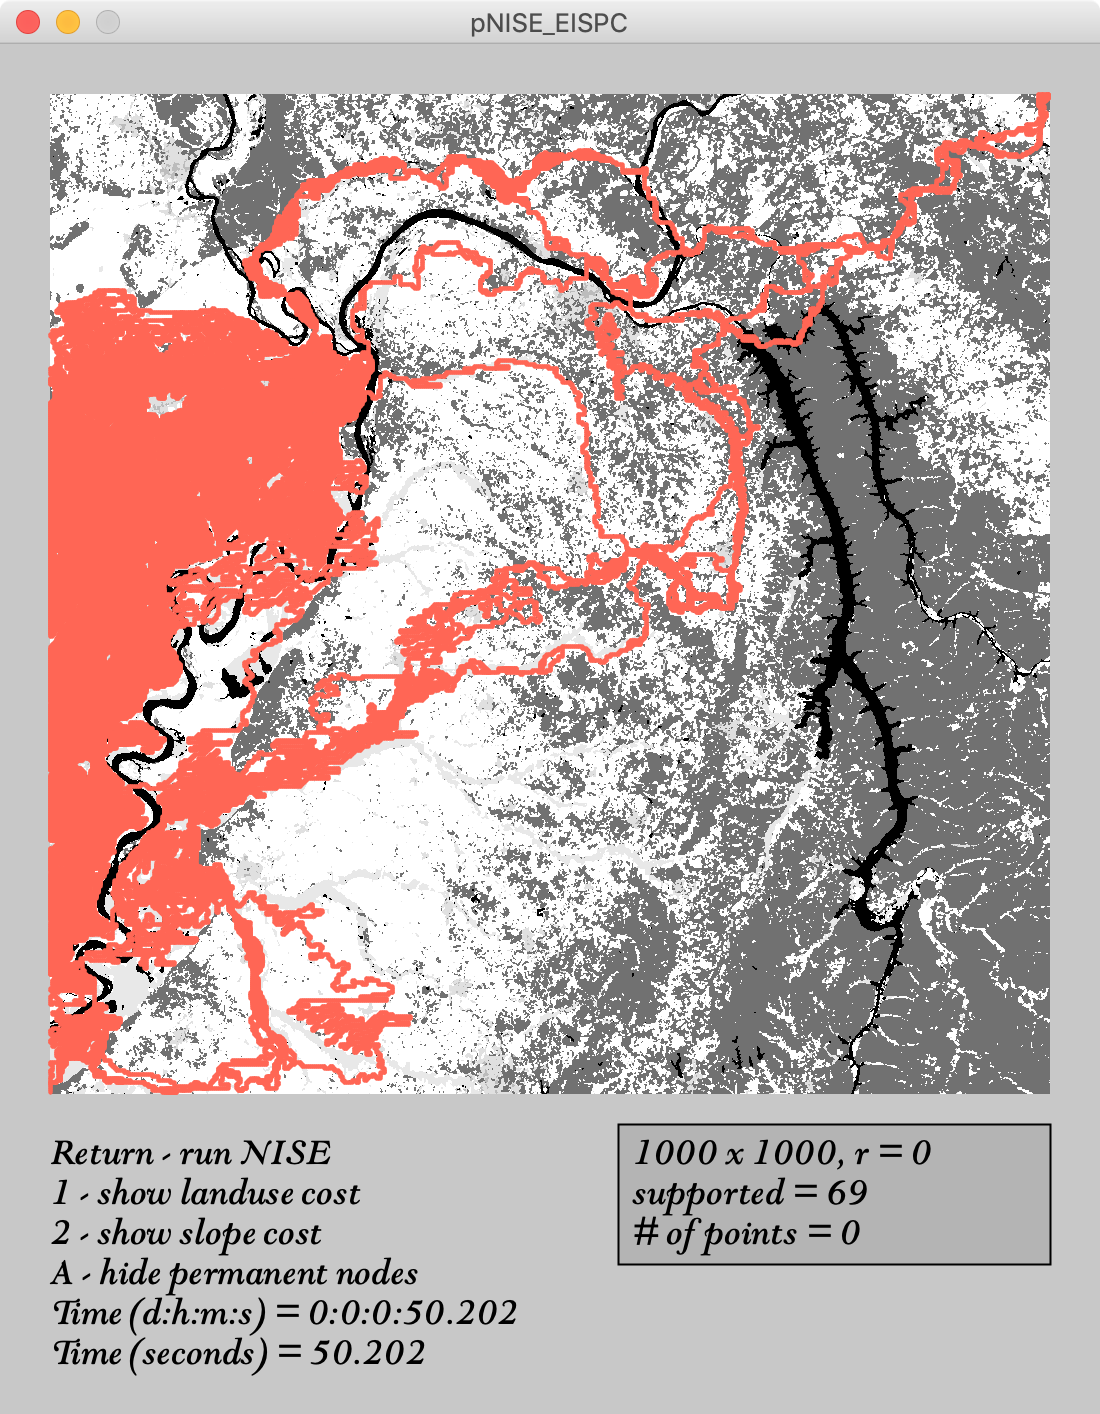 pNISE_EISPC
Return - run NISE
1 - show landuse cost
2 - show slope cost
A - hide permanent nodes
Time (d:h:m:s) = 0:0:0:50.202
Time (seconds) = 50.202
1000 x 1000, r = 0
supported = 69
# of points = 0